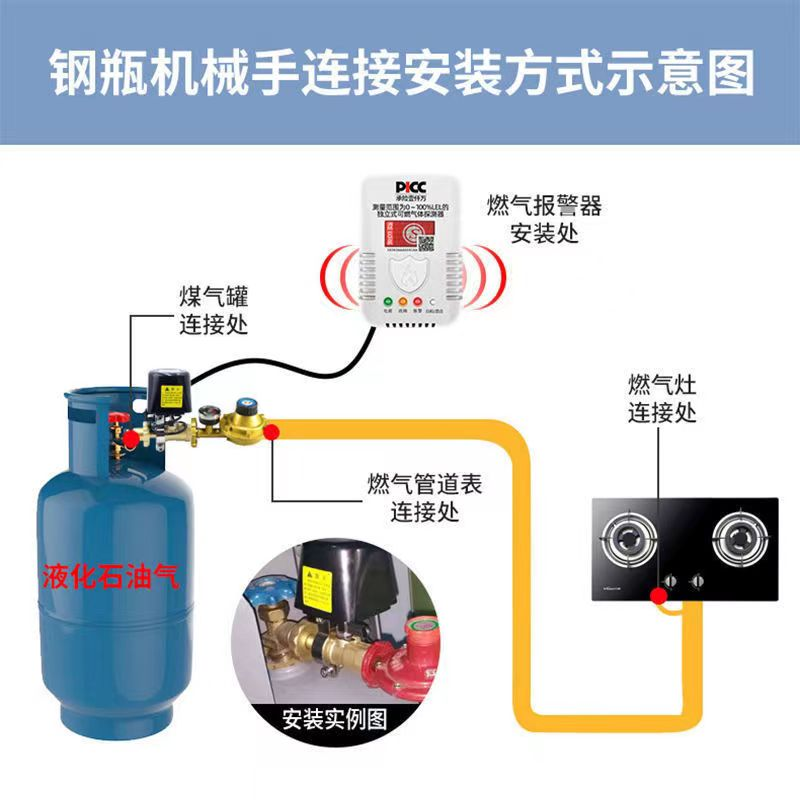 钢瓶机械手连接安装方式示意图
PICC
承险壹仟万
测量范围为0~100%LEL的
独立式可燃气体探测器
燃气报警器
安装处
煤气罐
连接处
燃气灶
连接处
燃气管道表
连接处
液化石油气
安装实例图